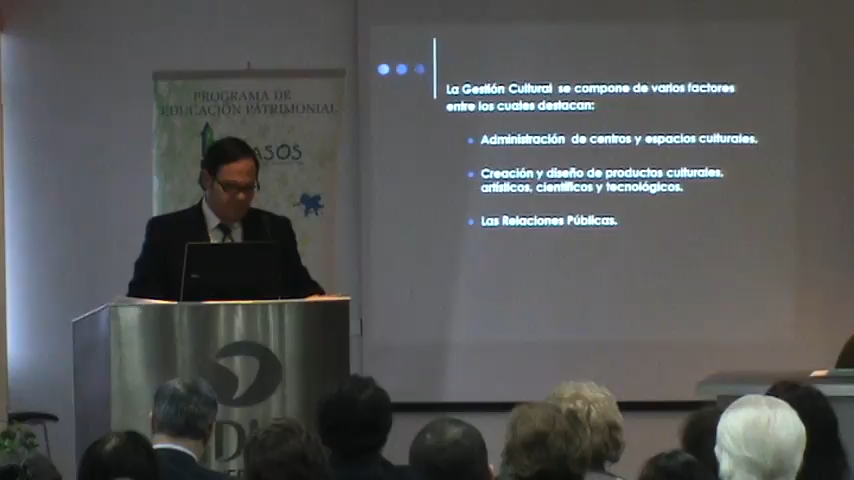 PROGRAMA DE
EDUCACIÓN PATRIMONIAL
ASOS
La Gestión Cultural se compone de varios factores
entre los cuales destacan:
Administración de centros y espacios culturales.
Creación y diseño de productos culturales,
artísticos, científicos y tecnológicos.
Las Relaciones Públicas.